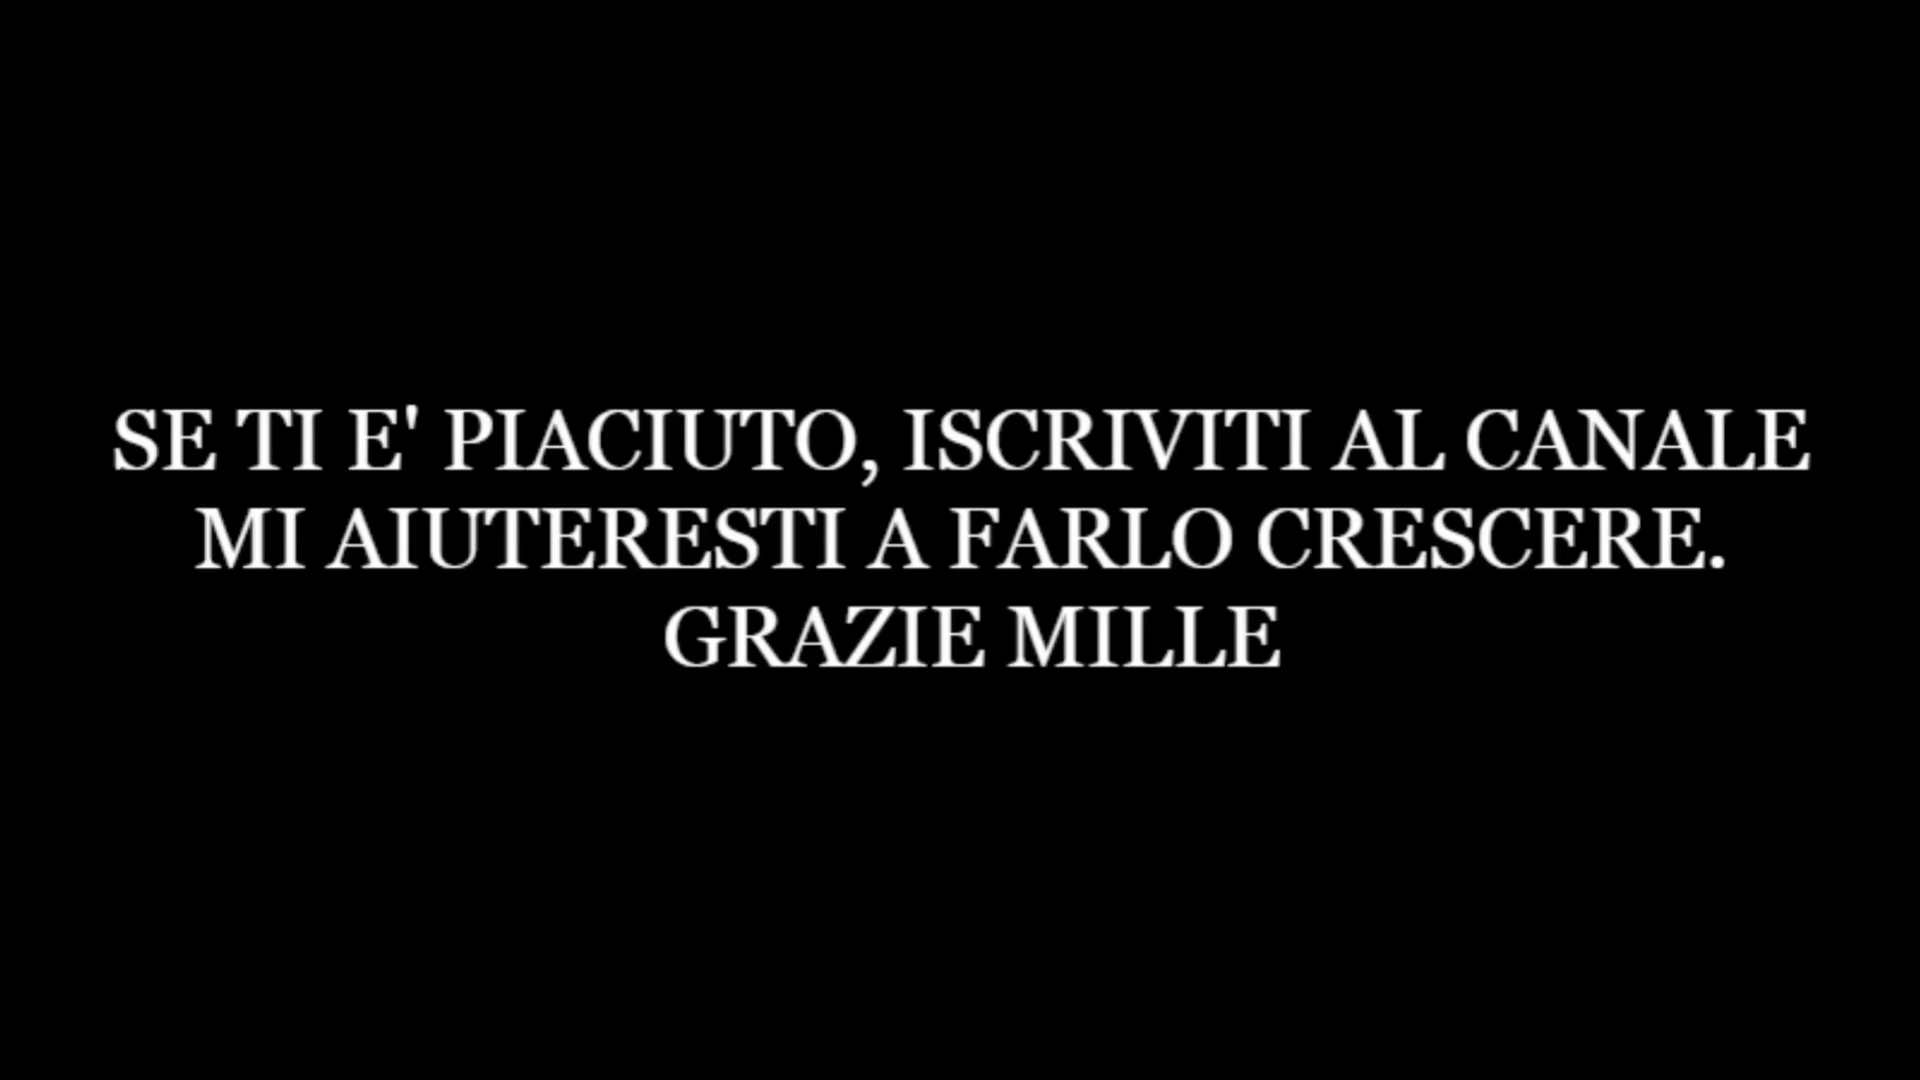 SE TI E' PIACIUTO, ISCRIVITI AL CANALE
MI AIUTERESTI A FARLO CRESCERE.
GRAZIE MILLE